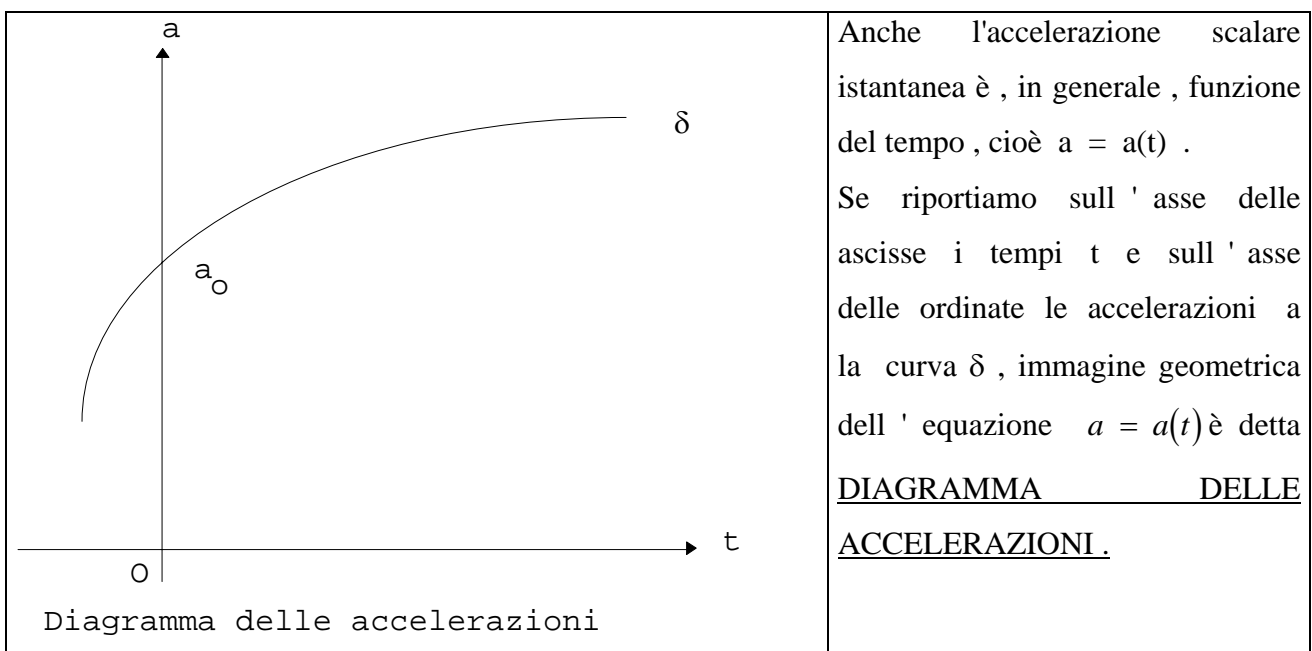 a
δ
a₀
t
O
Diagramma delle accelerazioni
Anche l'accelerazione scalare
istantanea è , in generale , funzione
del tempo , cioè a = a(t) .
Se riportiamo sull ' asse delle
ascisse i tempi t e sull ' asse
delle ordinate le accelerazioni a
la curva δ , immagine geometrica
dell ' equazione a = a(t) è detta
DIAGRAMMA DELLE
ACCELERAZIONI .